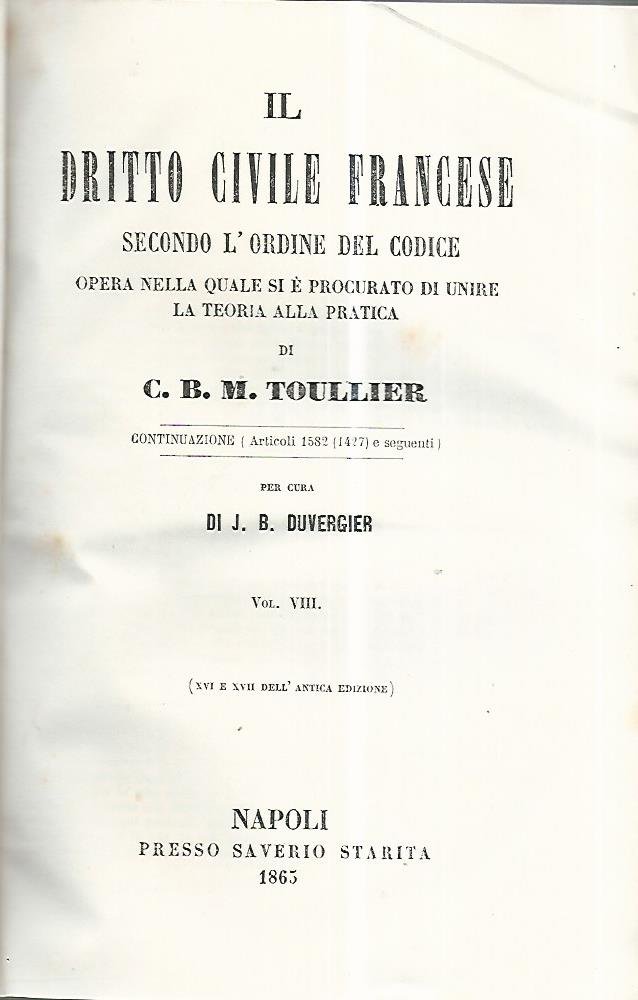 IL
DRITTO CIVILE FRANCESE
SECONDO L'ORDINE DEL CODICE
OPERA NELLA QUALE SI È PROCURATO DI UNIRE
LA TEORIA ALLA PRATICA
DI
C. B. M. TOULLIER
CONTINUAZIONE ( Articoli 1582 (1427) e seguenti )
PER CURA
DI J. B. DUVERGIER
VOL. VIII.
(XVI E XVII DELL' ANTICA EDIZIONE)
NAPOLI
PRESSO SAVERIO STARITA
1865